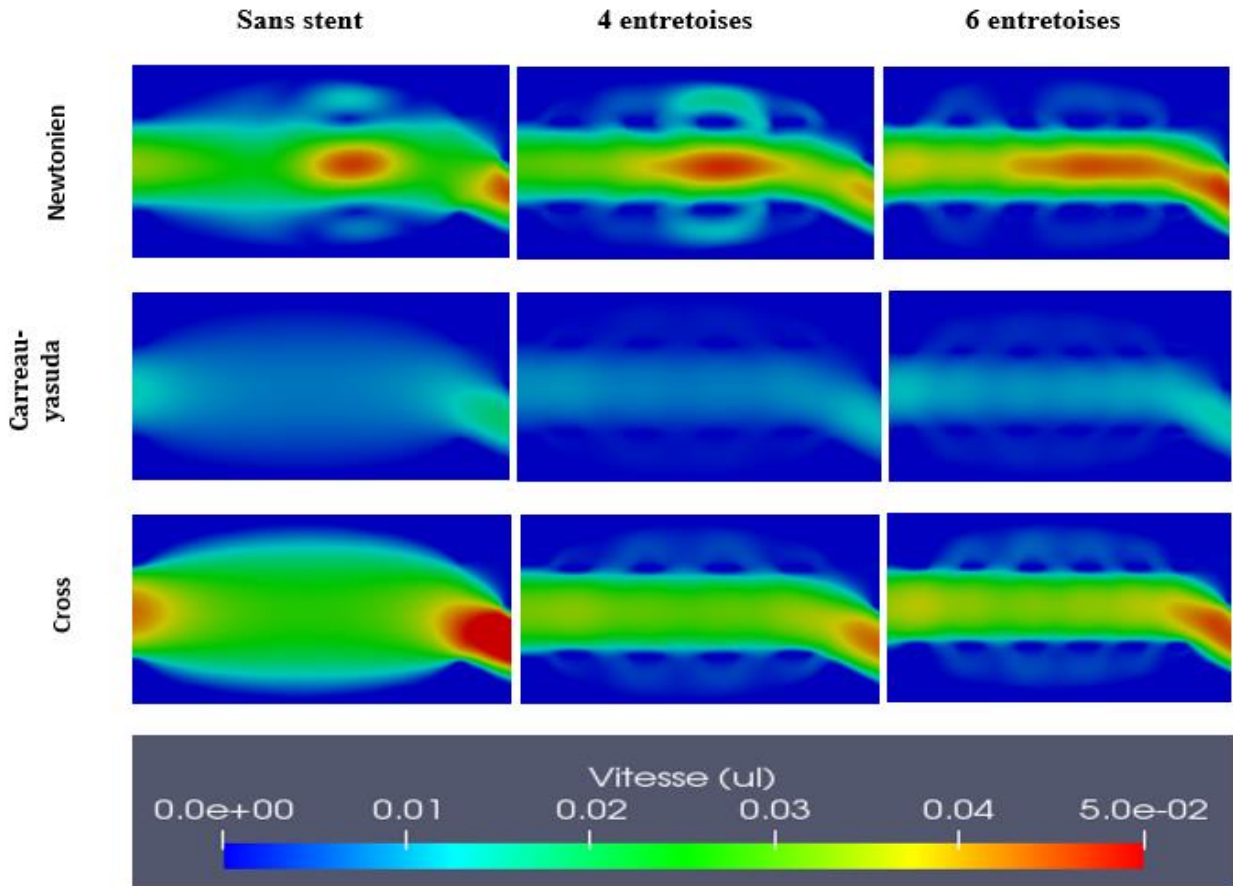 Sans stent 4 entretoises 6 entretoises
Newtonien
Carreau-
yasuda
Cross
Vitesse (ul)
0.0e+00 0.01 0.02 0.03 0.04 5.0e-02